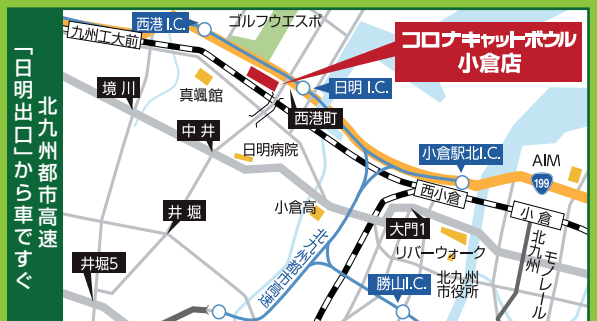 北九州都市高速
「日明出口」から車ですぐ
西港I.C.
ゴルフウエスポ
コロナキャットボウル
小倉店
九州工大前
境川
真颯館
日明I.C.
西港町
中井
日明病院
小倉駅北I.C.
AIM
199
西小倉
小倉
井堀
小倉高
大門1
北九州都市高速
リバーウォーク
北九州
モノレール
井堀5
勝山I.C.
北九州
市役所